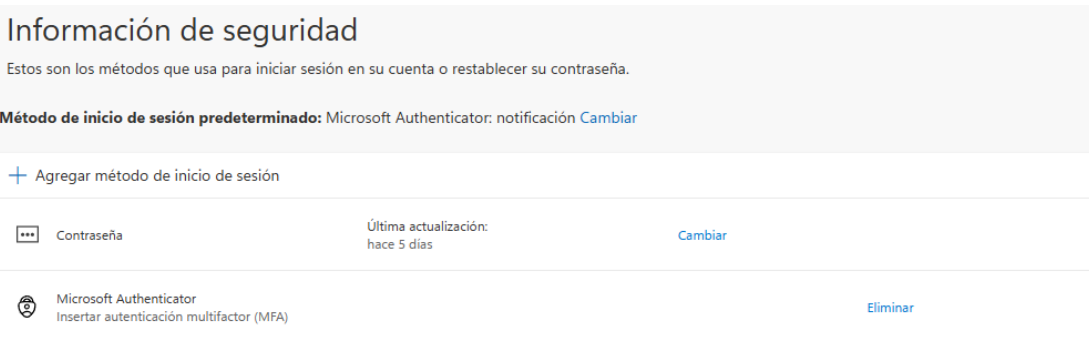 Información de seguridad
Estos son los métodos que usa para iniciar sesión en su cuenta o restablecer su contraseña.
Método de inicio de sesión predeterminado: Microsoft Authenticator: notificación Cambiar
Agregar método de inicio de sesión
Contraseña
Última actualización:
hace 5 días
Cambiar
Microsoft Authenticator
Insertar autenticación multifactor (MFA)
Eliminar